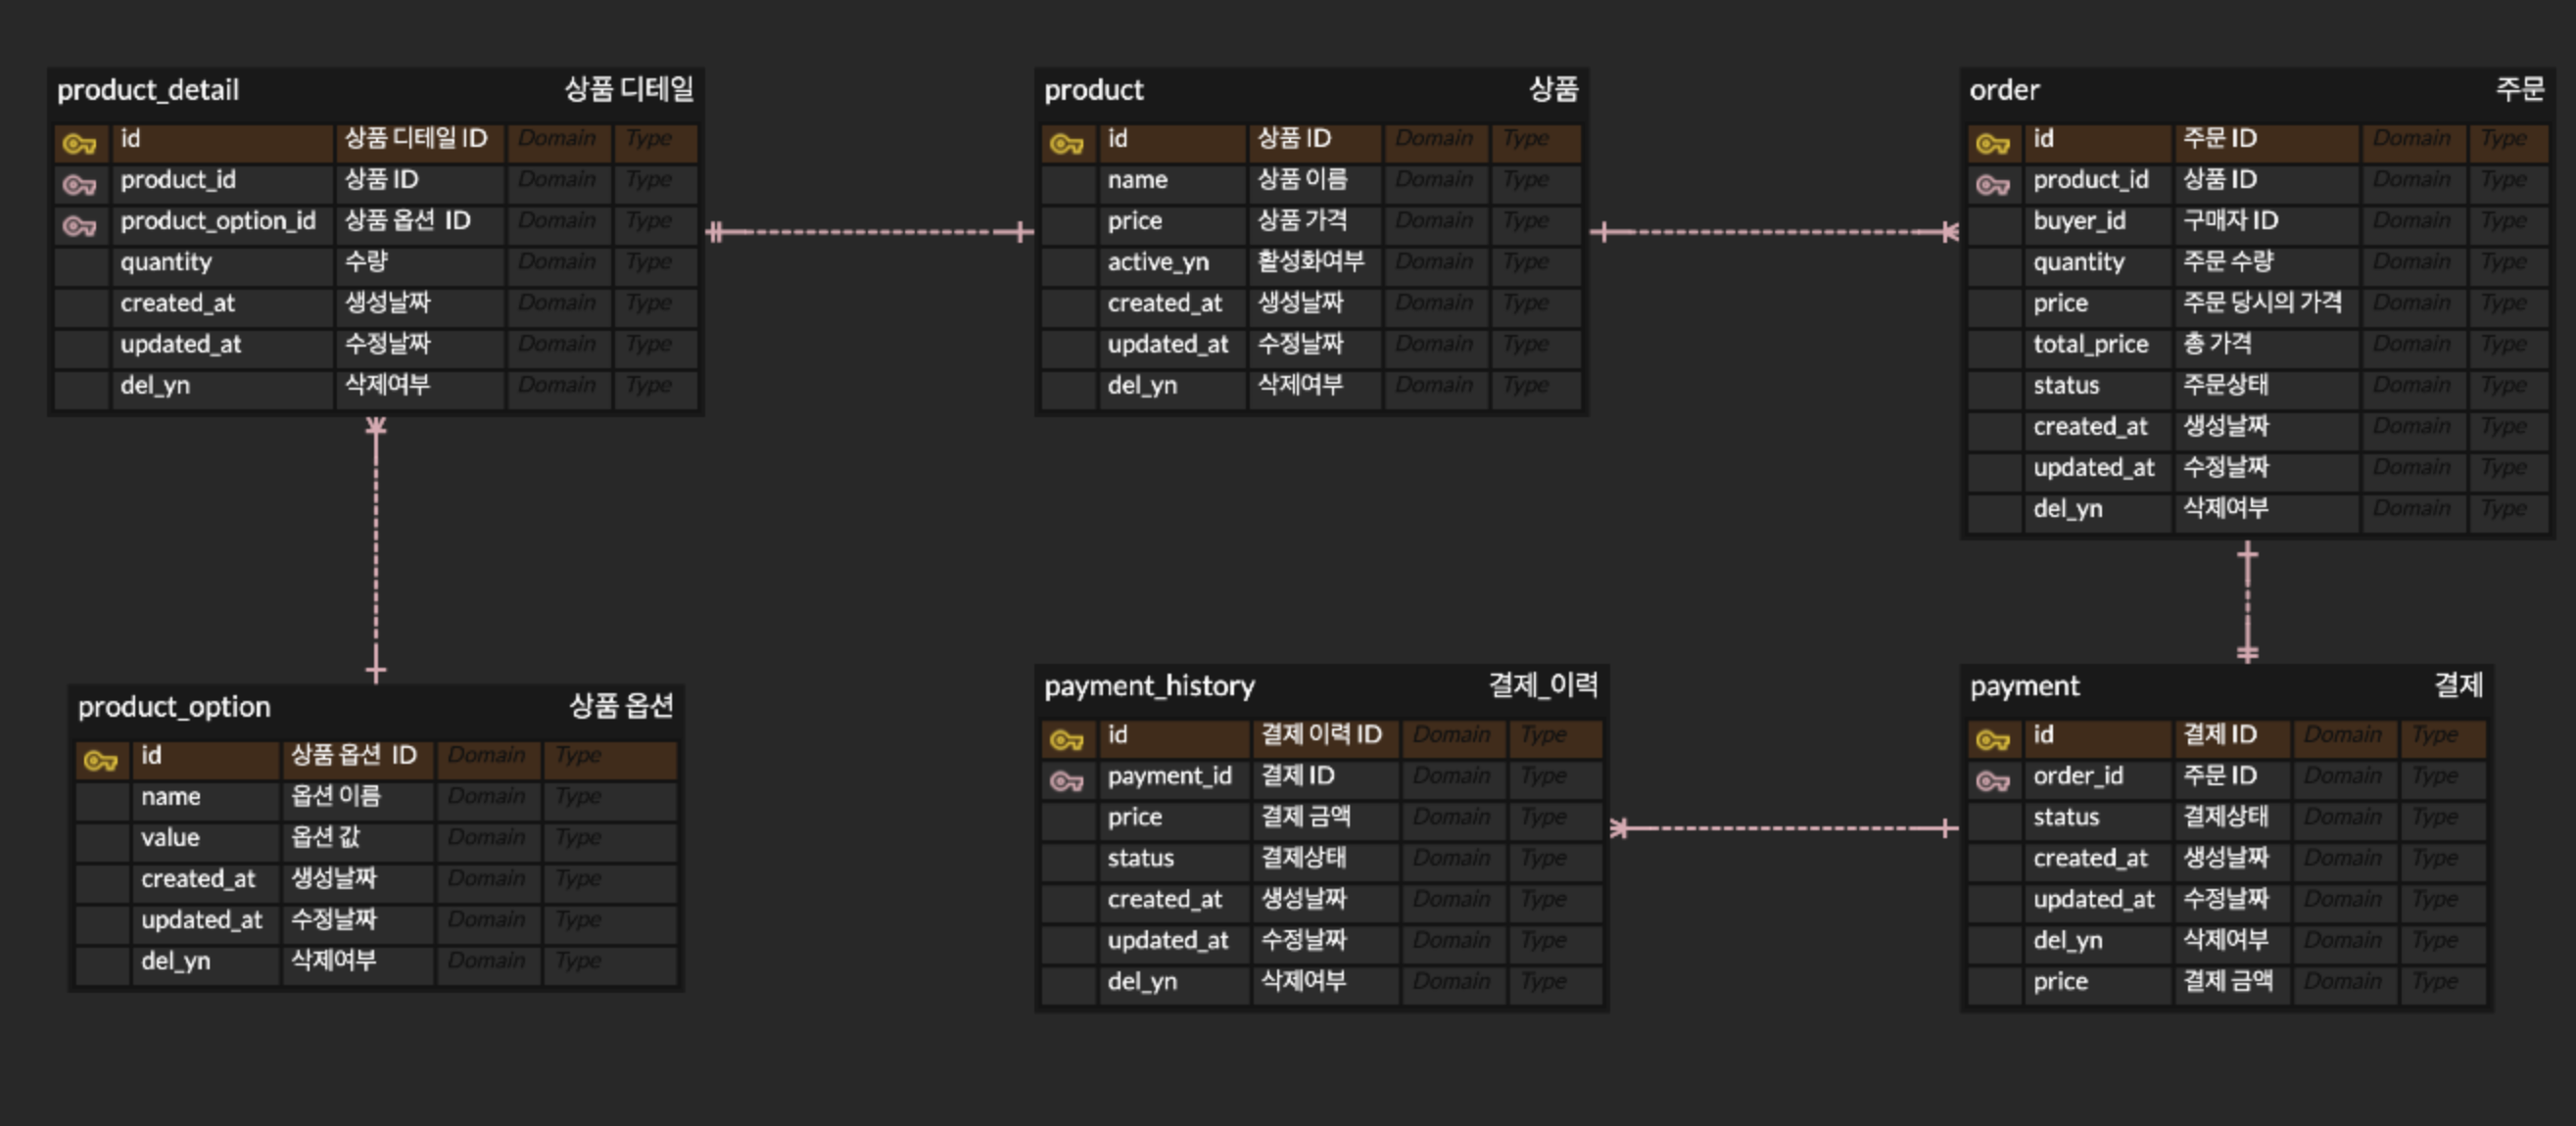 product_detail 상품 디테일
id 상품 디테일 ID Domain Type
product_id 상품 ID Domain Type
product_option_id 상품 옵션 ID Domain Type
quantity 수량 Domain Type
created_at 생성날짜 Domain Type
updated_at 수정날짜 Domain Type
del_yn 삭제여부 Domain Type
product 상품
id 상품 ID Domain Type
name 상품 이름 Domain Type
price 상품 가격 Domain Type
active_yn 활성화여부 Domain Type
created_at 생성날짜 Domain Type
updated_at 수정날짜 Domain Type
del_yn 삭제여부 Domain Type
order 주문
id 주문 ID Domain Type
product_id 상품 ID Domain Type
buyer_id 구매자 ID Domain Type
quantity 주문 수량 Domain Type
price 주문 당시의 가격 Domain Type
total_price 총 가격 Domain Type
status 주문상태 Domain Type
created_at 생성날짜 Domain Type
updated_at 수정날짜 Domain Type
del_yn 삭제여부 Domain Type
product_option 상품 옵션
id 상품 옵션 ID Domain Type
name 옵션 이름 Domain Type
value 옵션 값 Domain Type
created_at 생성날짜 Domain Type
updated_at 수정날짜 Domain Type
del_yn 삭제여부 Domain Type
payment_history 결제_이력
id 결제 이력 ID Domain Type
payment_id 결제 ID Domain Type
price 결제 금액 Domain Type
status 결제상태 Domain Type
created_at 생성날짜 Domain Type
updated_at 수정날짜 Domain Type
del_yn 삭제여부 Domain Type
payment 결제
id 결제 ID Domain Type
order_id 주문 ID Domain Type
status 결제상태 Domain Type
created_at 생성날짜 Domain Type
updated_at 수정날짜 Domain Type
del_yn 삭제여부 Domain Type
price 결제 금액 Domain Type